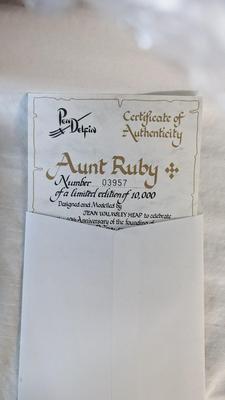 Pen Delfin
Certificate of
Authenticity
Aunt Ruby
Number 03957
of a limited edition of 10,000
Designed and Modelled by
JEAN WALMSLEY HEAP to celebrate
Anniversary of the founding of